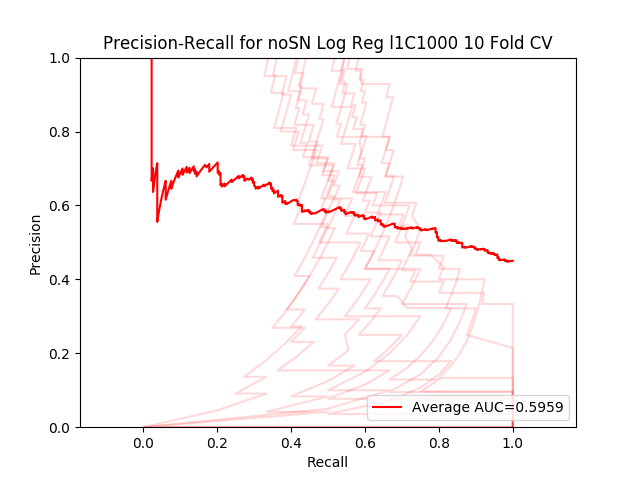 Precision-Recall for noSN Log Reg l1C1000 10 Fold CV
1.0
0.8
0.6
0.4
0.2
0.0
Precision
0.0 0.2 0.4 0.6 0.8 1.0
Recall
Average AUC=0.5959